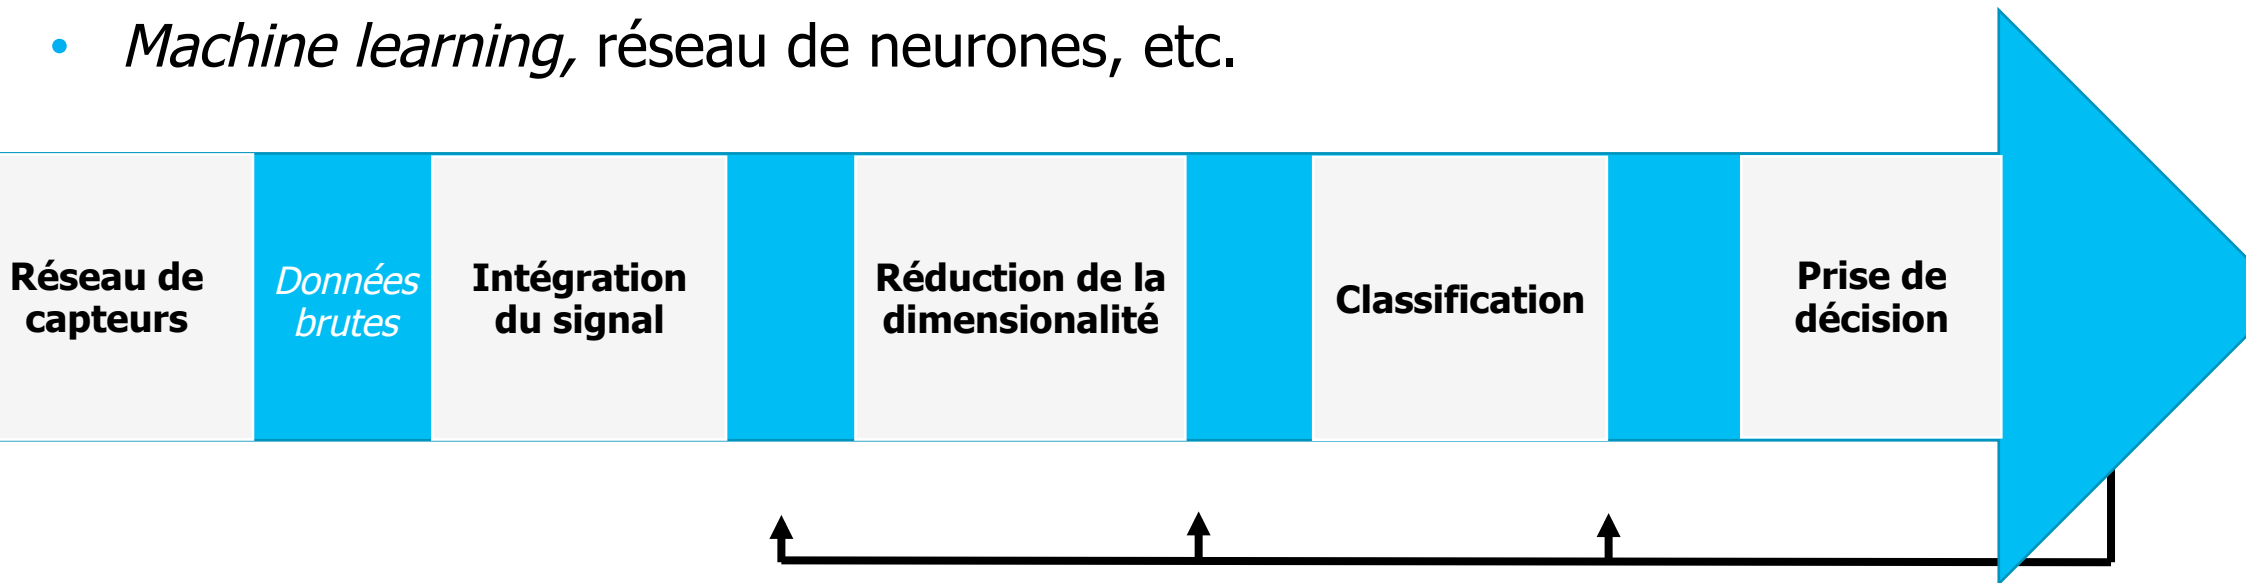 • Machine learning, réseau de neurones, etc.
Réseau de
capteurs
Données
brutes
Intégration
du signal
Réduction de la
dimensionalité
Classification
Prise de
décision